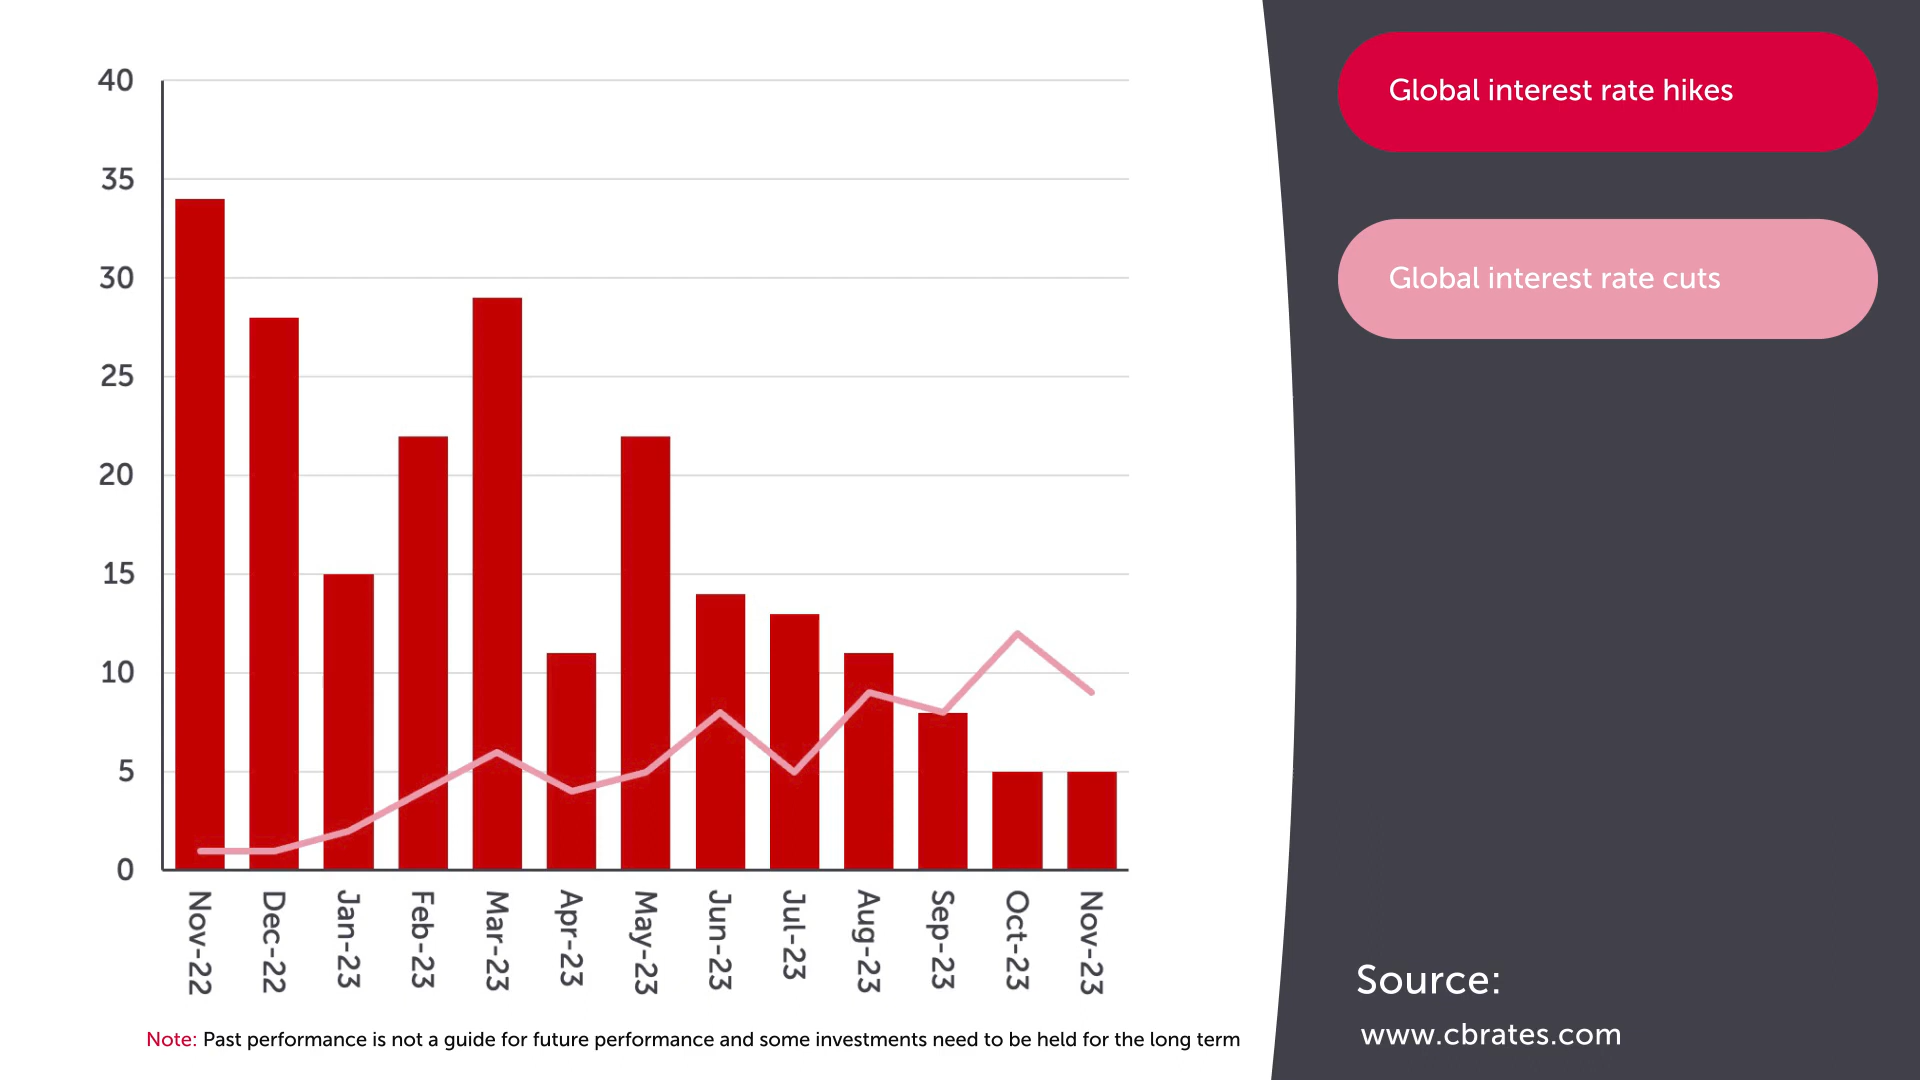 40
35
30
25
20
15
10
5
0
Nov-22
Dec-22
Jan-23
Feb-23
Mar-23
Apr-23
May-23
Jun-23
Jul-23
Aug-23
Sep-23
Oct-23
Nov-23
Note: Past performance is not a guide for future performance and some investments need to be held for the long term
Global interest rate hikes
Global interest rate cuts
Source:
www.cbrates.com